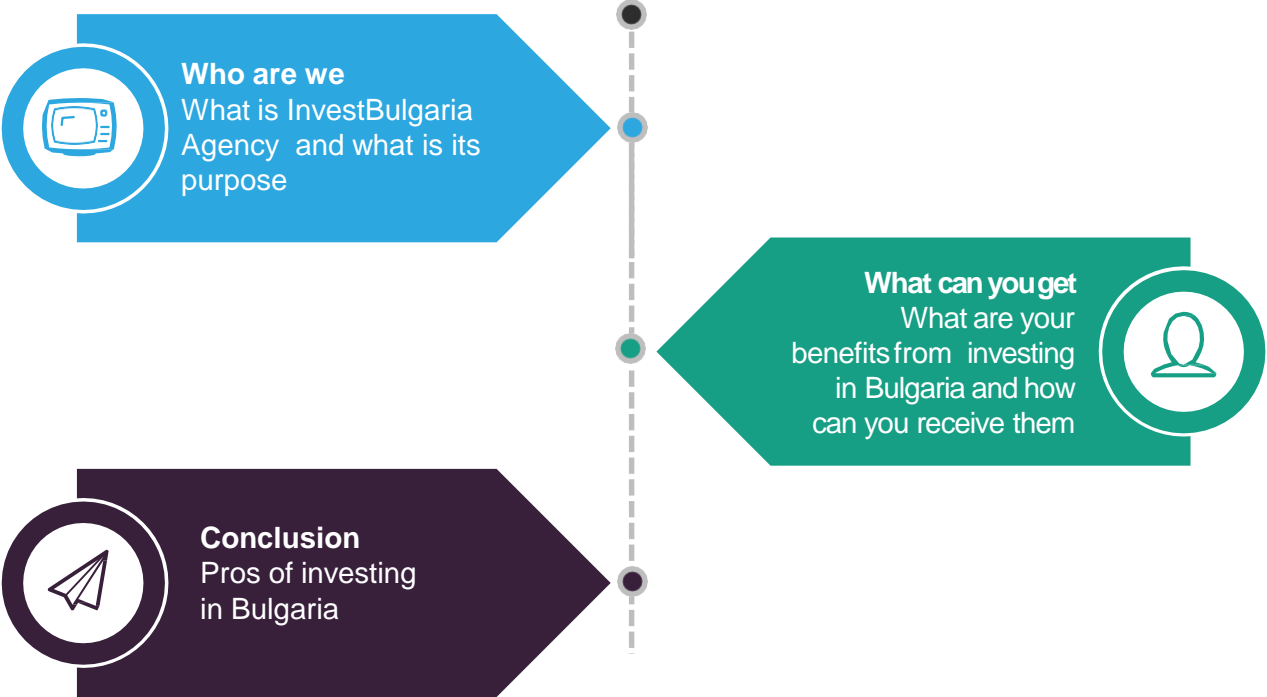 Who are we
What is InvestBulgaria
Agency  and what is its
purpose
What can you get
What are your
benefits from  investing
in Bulgaria and how
can you receive them
Conclusion
Pros of investing
in Bulgaria